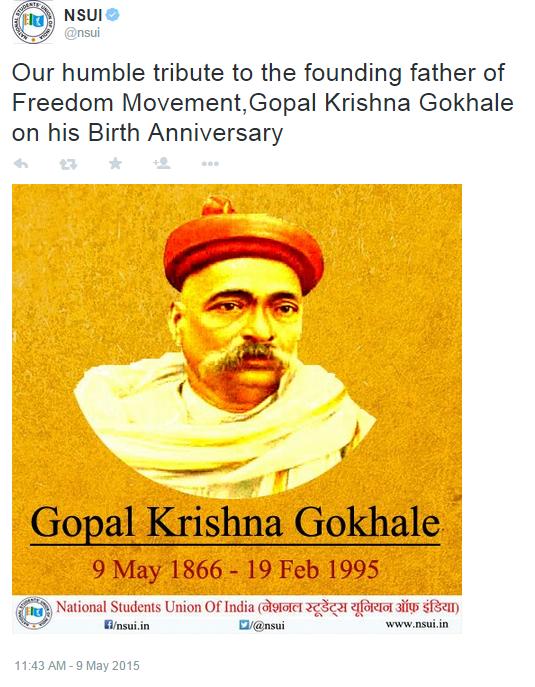 NSUI
@nsui
Our humble tribute to the founding father of
Freedom Movement,Gopal Krishna Gokhale
on his Birth Anniversary
Gopal Krishna Gokhale
9 May 1866 - 19 Feb 1995
National Students Union Of India (नेशनल स्टूडेंट्स यूनियन ऑफ़ इंडिया)
/nsui.in /@nsui www.nsui.in
11:43 AM - 9 May 2015